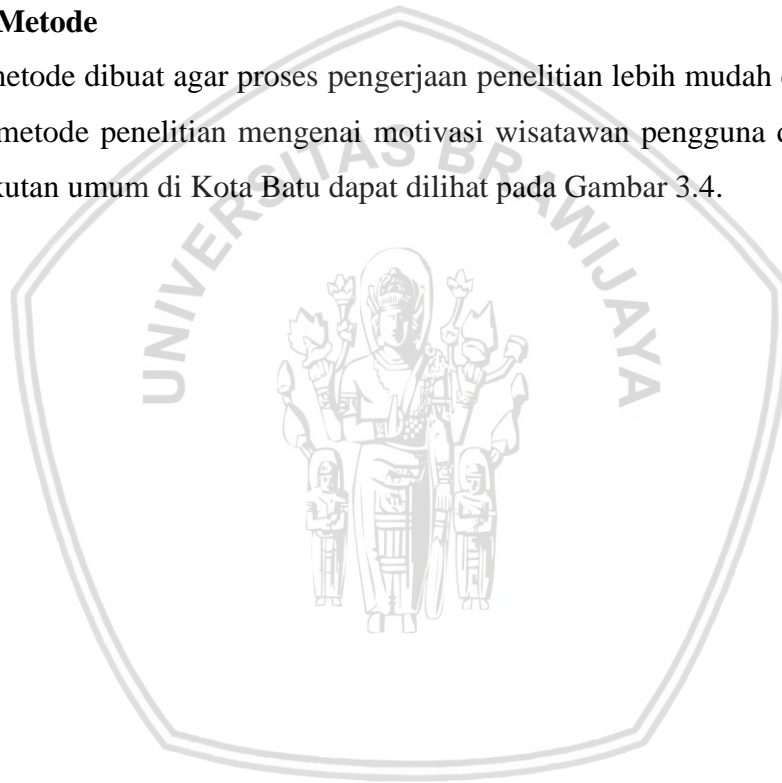 Metode
metode dibuat agar proses pengerjaan penelitian lebih mudah
metode penelitian mengenai motivasi wisatawan pengguna
kutan umum di Kota Batu dapat dilihat pada Gambar 3.4.
UNIVERSITAS BRAWIJAYA